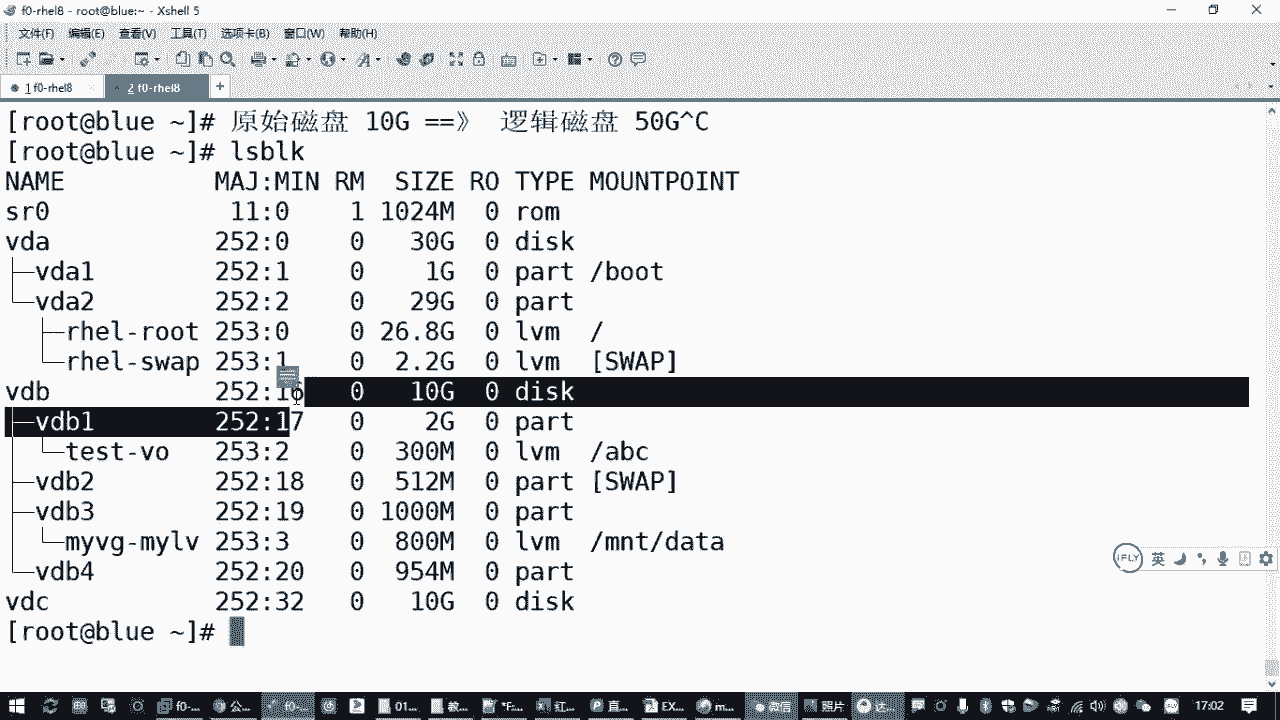 f0-rhel8 - root@blue:~ - Xshell 5
文件(F) 编辑(E) 查看(V) 工具(T) 选项卡(B) 窗口(W) 帮助(H)
1 f0-rhel8 2 f0-rhel8 +
[root@blue ~]# 原始磁盘 10G ==》 逻辑磁盘 50G^C
[root@blue ~]# lsblk
NAME MAJ:MIN RM SIZE RO TYPE MOUNTPOINT
sr0 11:0 1 1024M 0 rom
vda 252:0 0 30G 0 disk
├─vda1 252:1 0 1G 0 part /boot
└─vda2 252:2 0 29G 0 part
├─rhel-root 253:0 0 26.8G 0 lvm /
└─rhel-swap 253:1 0 2.2G 0 lvm [SWAP]
vdb 252:16 0 10G 0 disk
├─vdb1 252:17 0 2G 0 part
│ └─test-vo 253:2 0 300M 0 lvm /abc
├─vdb2 252:18 0 512M 0 part [SWAP]
├─vdb3 252:19 0 1000M 0 part
│ └─myvg-mylv 253:3 0 800M 0 lvm /mnt/data
└─vdb4 252:20 0 954M 0 part
vdc 252:32 0 10G 0 disk
[root@blue ~]#
iFLY 英
f0-... 公... f0-... 01... 教... *F... 红... 直... EX... m... 微信 照片 达... 17:02